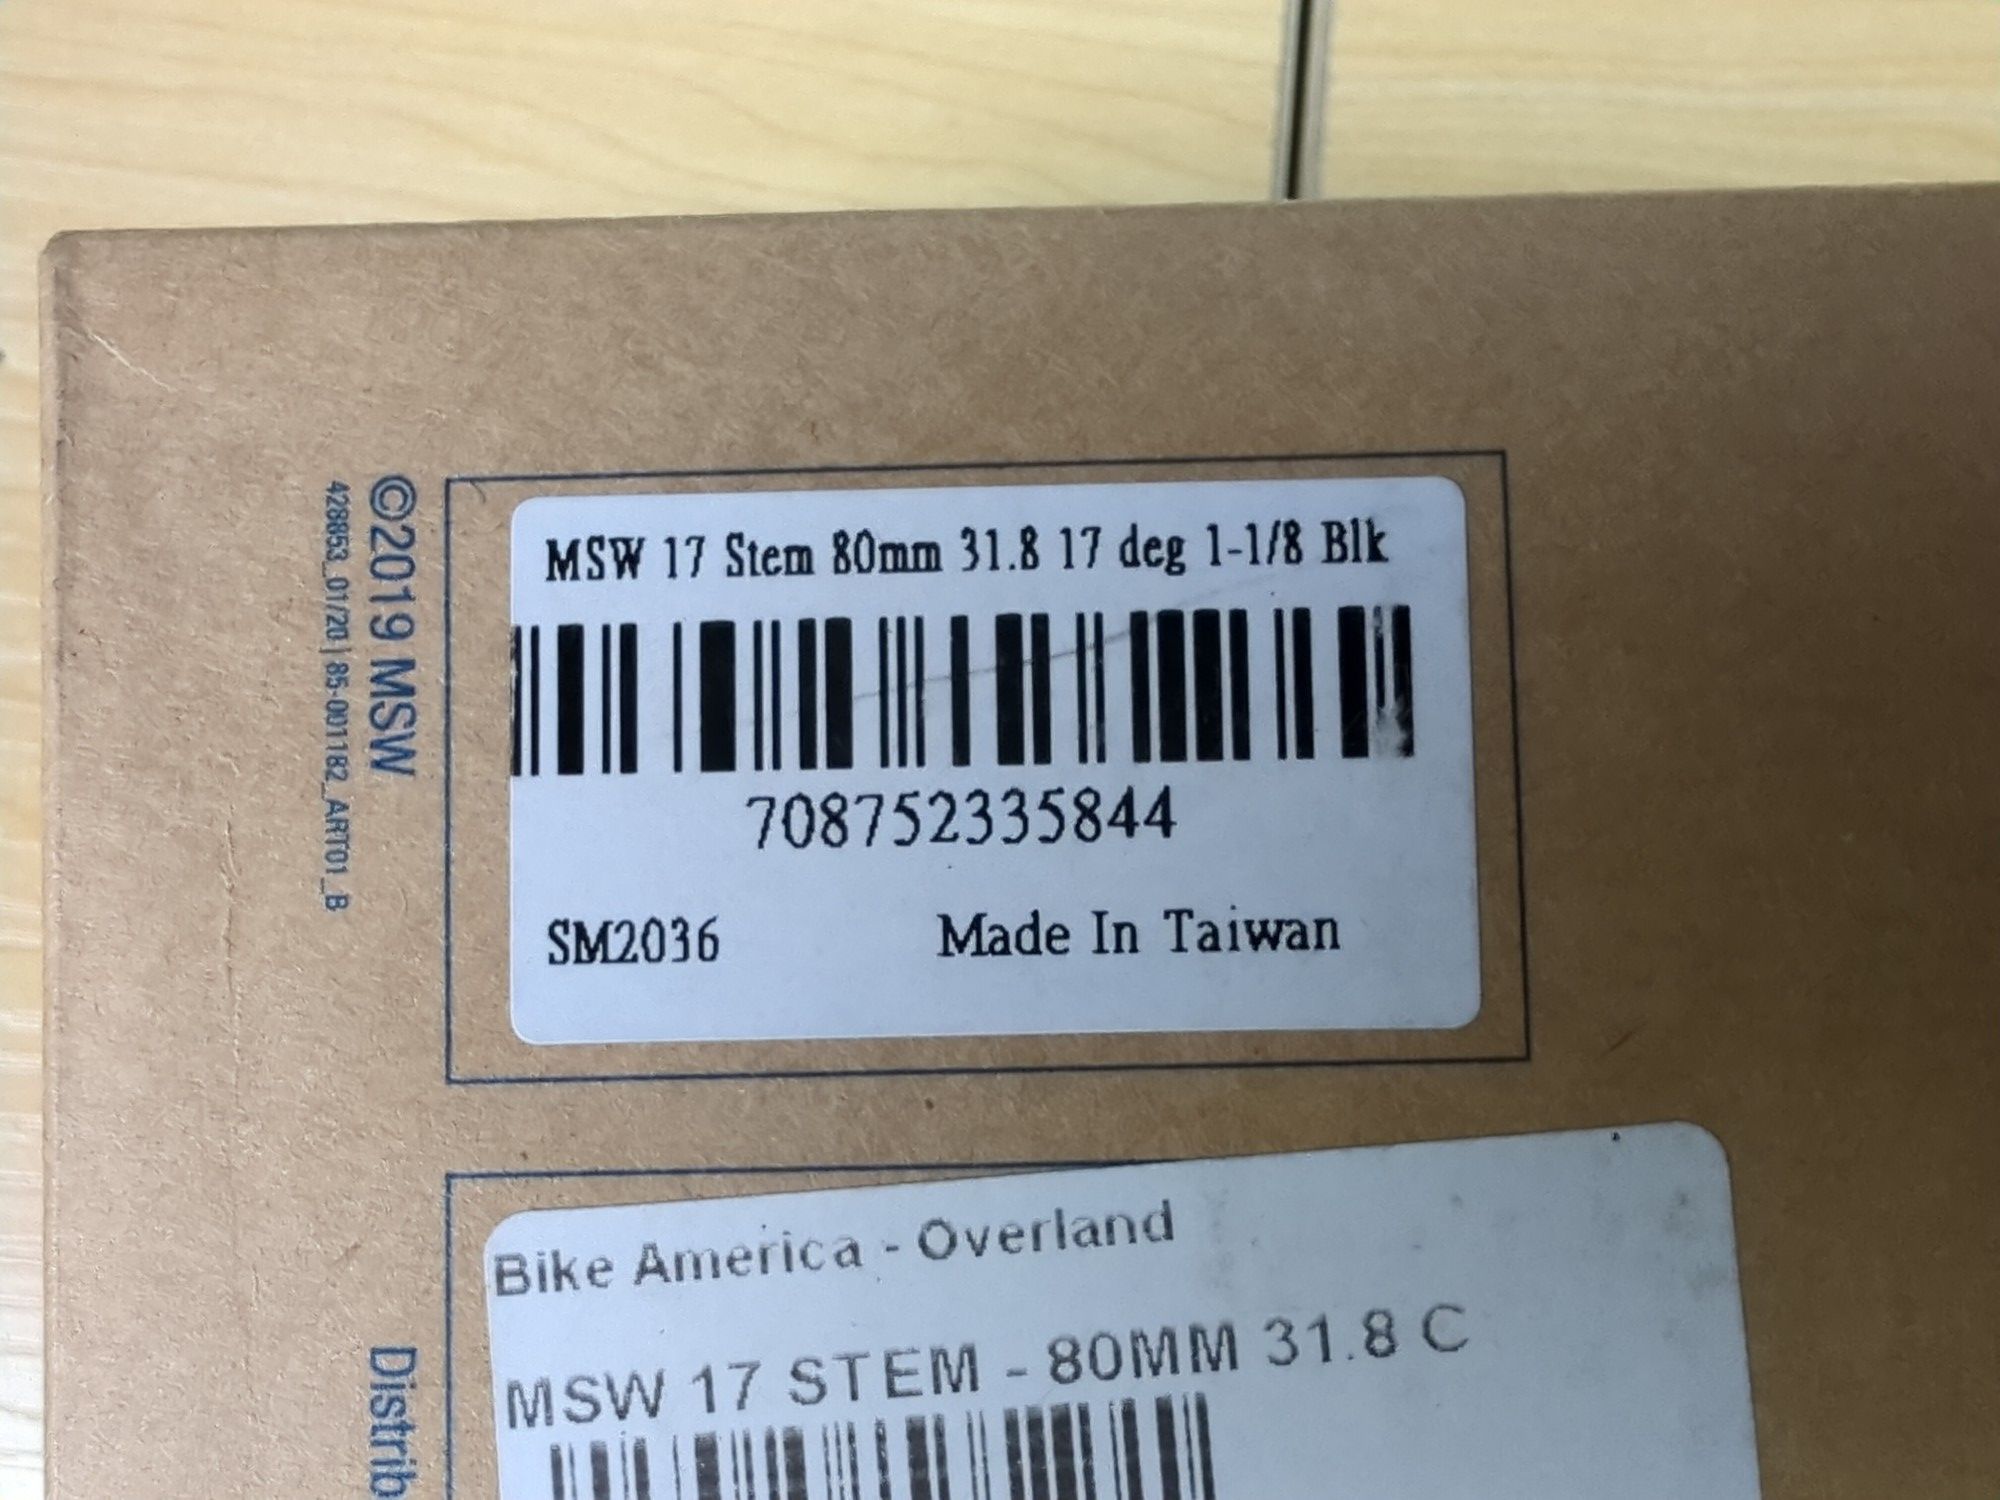 MSW 17 Stem 80mm 31.8 17 deg 1-1/8 Blk
708752335844
SM2036 Made In Taiwan
©2019 MSW
428853_01/20 | 85-001182_ART01_B
Bike America - Overland
MSW 17 STEM - 80MM 31.8 C
Distrib